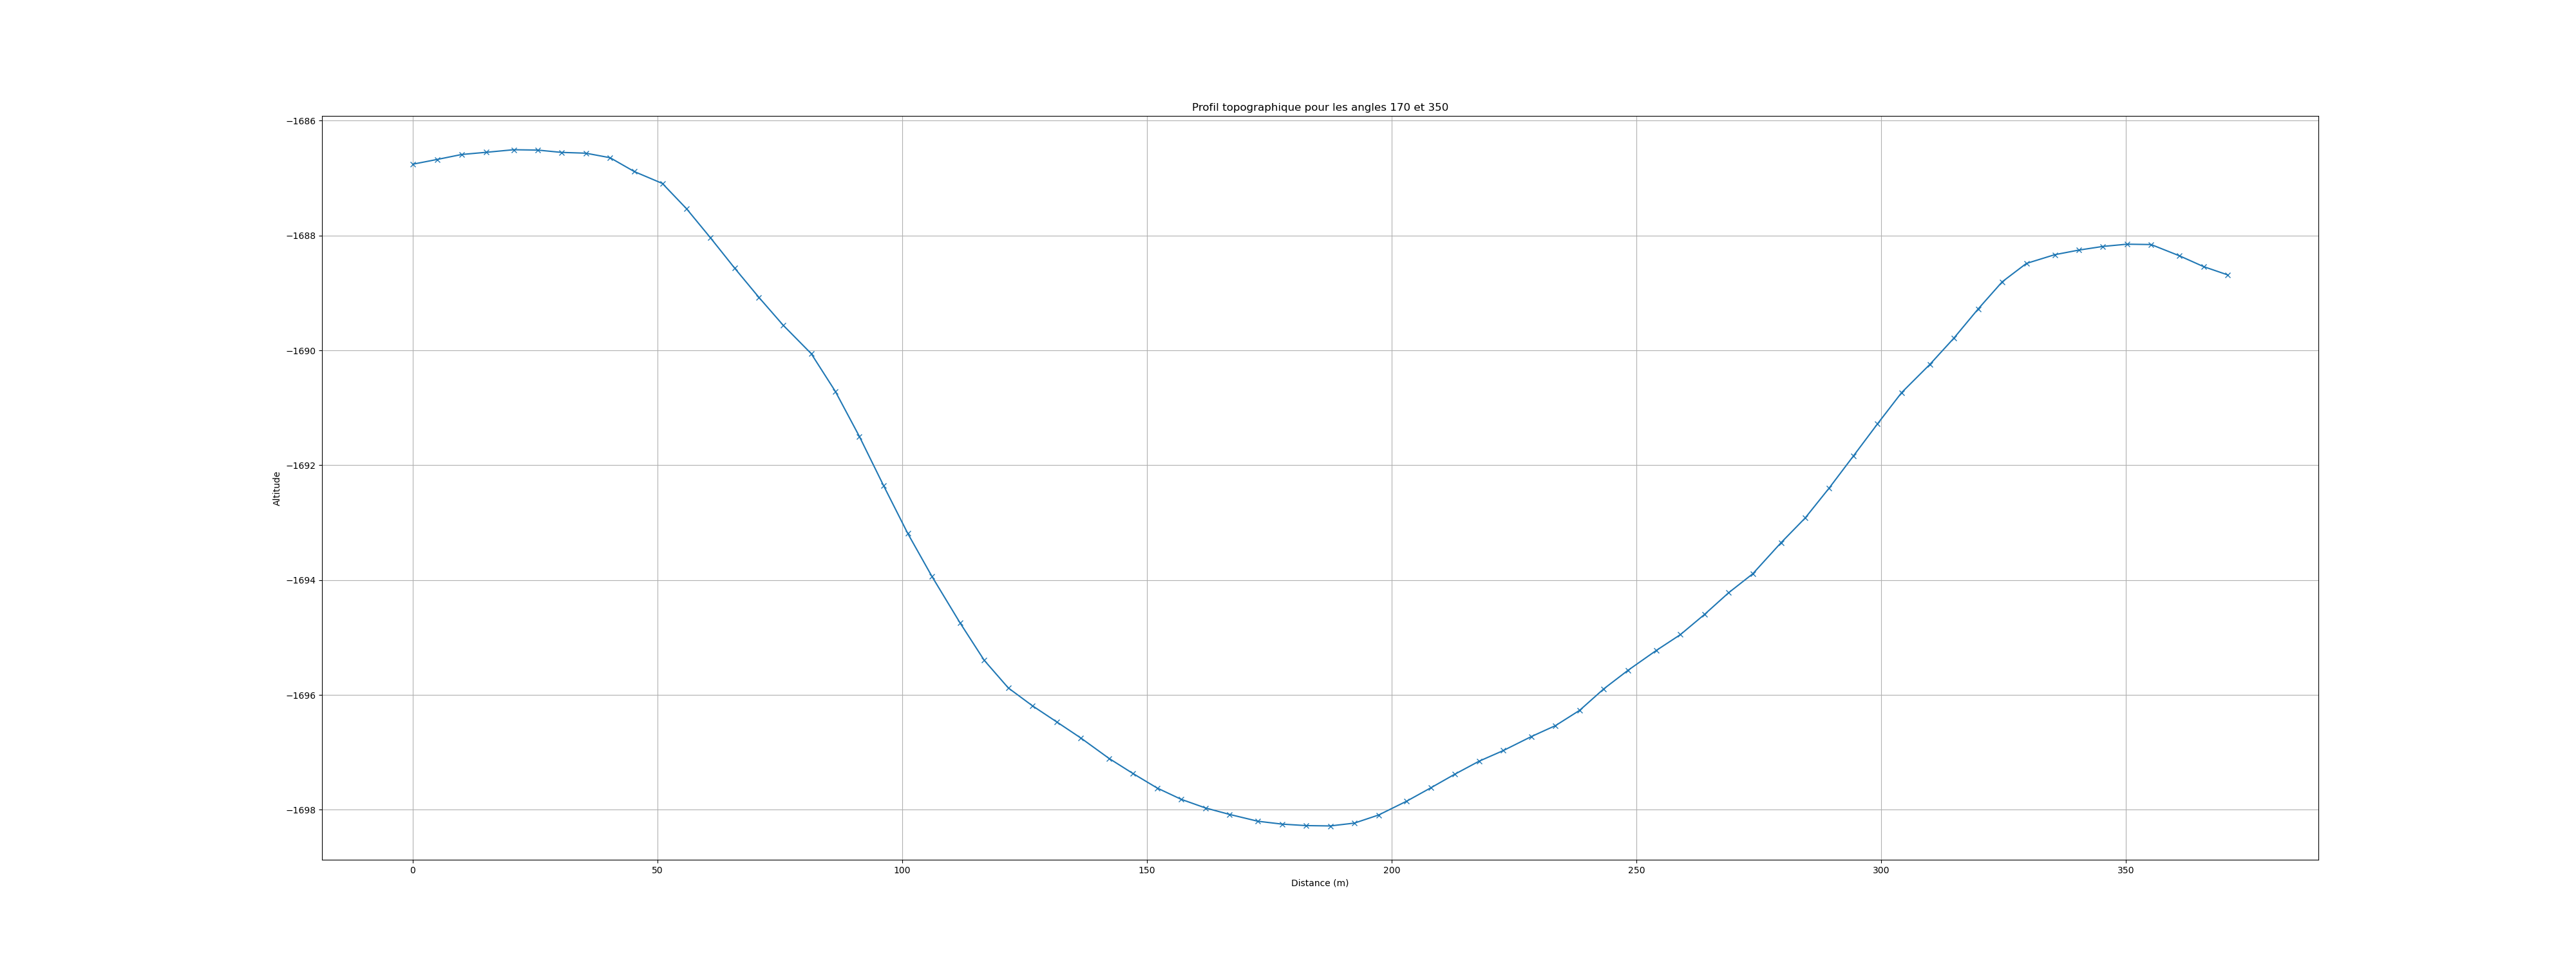 Profil topographique pour les angles 170 et 350
−1686
−1688
−1690
−1692
−1694
−1696
−1698
Altitude
0 50 100 150 200 250 300 350
Distance (m)